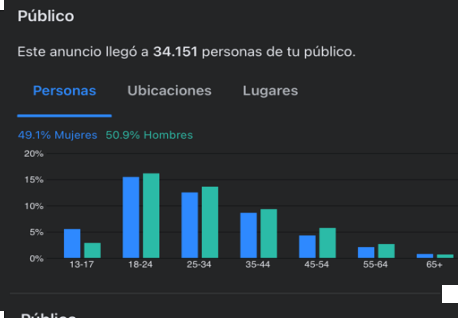 Público
Este anuncio llegó a 34.151 personas de tu público.
Personas Ubicaciones Lugares
49.1% Mujeres 50.9% Hombres
20%
15%
10%
5%
0%
13-17 18-24 25-34 35-44 45-54 55-64 65+
Público